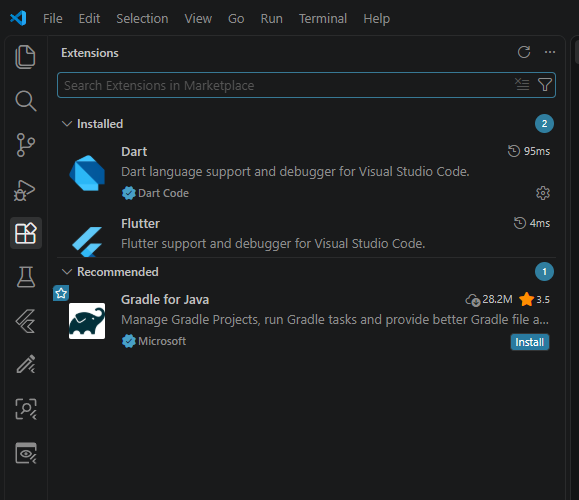 File Edit Selection View Go Run Terminal Help
Extensions
Search Extensions in Marketplace
Installed 2
Dart 95ms
Dart language support and debugger for Visual Studio Code.
Dart Code
Flutter 4ms
Flutter support and debugger for Visual Studio Code.
Recommended 1
Gradle for Java 28.2M 3.5
Manage Gradle Projects, run Gradle tasks and provide better Gradle file a...
Microsoft Install